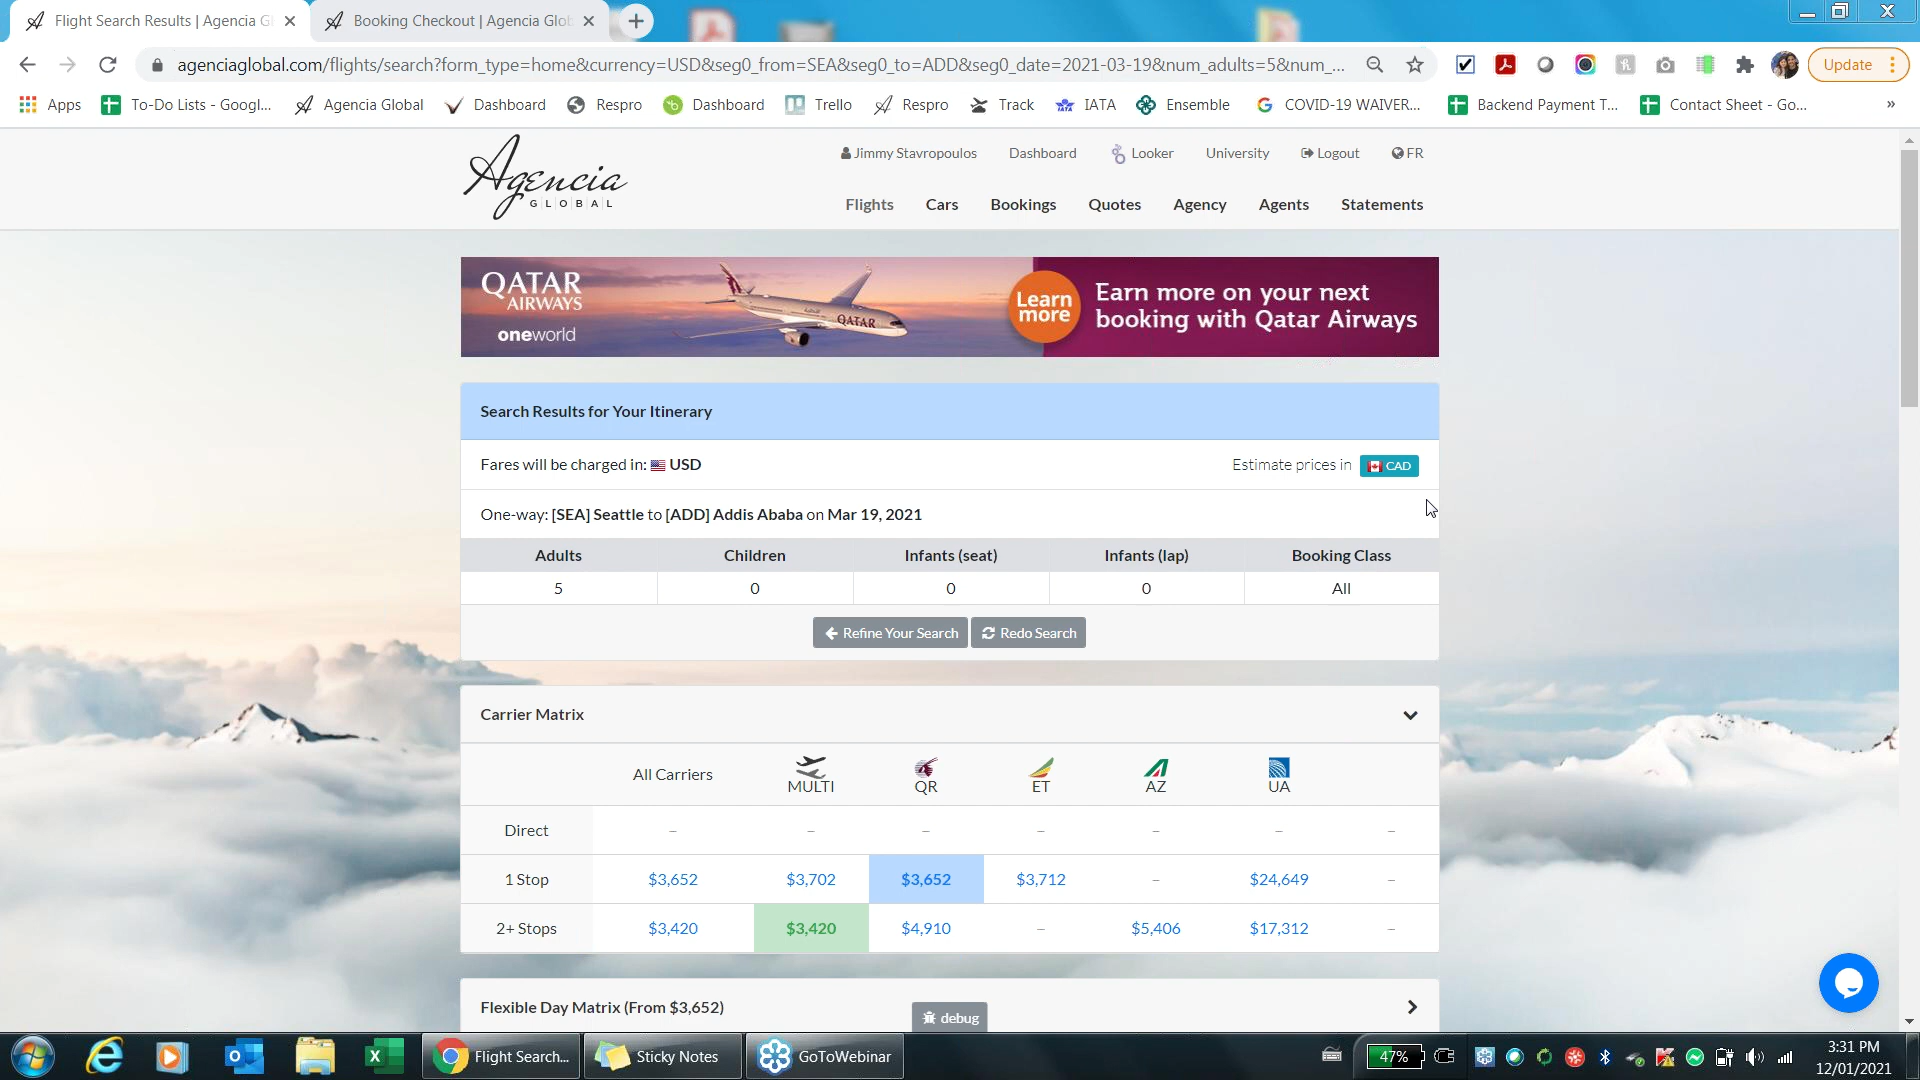 Flight Search Results | Agencia Gl
Booking Checkout | Agencia Glob
agenciaglobal.com/flights/search?form_type=home&currency=USD&seg0_from=SEA&seg0_to=ADD&seg0_date=2021-03-19&num_adults=5&num_...
Update
Apps
To-Do Lists - Googl...
Agencia Global
Dashboard
Respro
Dashboard
Trello
Respro
Track
IATA
Ensemble
COVID-19 WAIVER...
Backend Payment T...
Contact Sheet - Go...
»
Agencia
GLOBAL
Jimmy Stavropoulos
Dashboard
Looker
University
Logout
FR
Flights
Cars
Bookings
Quotes
Agency
Agents
Statements
QATAR
AIRWAYS
oneworld
QATAR
Learn
more
Earn more on your next
booking with Qatar Airways
Search Results for Your Itinerary
Fares will be charged in: USD
Estimate prices in CAD
One-way: [SEA] Seattle to [ADD] Addis Ababa on Mar 19, 2021
Adults Children Infants (seat) Infants (lap) Booking Class
5 0 0 0 All
Refine Your Search
Redo Search
Carrier Matrix
All Carriers MULTI QR ET AZ UA
Direct – – – – – – –
1 Stop $3,652 $3,702 $3,652 $3,712 – $24,649 –
2+ Stops $3,420 $3,420 $4,910 – $5,406 $17,312 –
Flexible Day Matrix (From $3,652)
debug
Flight Search...
Sticky Notes
GoToWebinar
47%
3:31 PM
12/01/2021